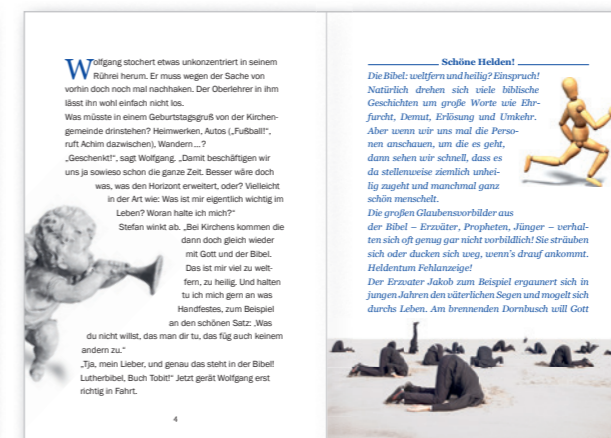 Wolfgang stochert etwas unkonzentriert in seinem
Rührei herum. Er muss wegen der Sache von
vorhin doch noch mal nachhaken. Der Oberlehrer in ihm
lässt ihn wohl einfach nicht los.
Was müsste in einem Geburtstagsgruß von der Kirchen-
gemeinde drinstehen? Heimwerken, Autos („Fußball!“,
ruft Achim dazwischen), Wandern ...?
„Geschenkt!“, sagt Wolfgang. „Damit beschäftigen wir
uns ja sowieso schon die ganze Zeit. Besser wäre doch
was, was den Horizont erweitert, oder? Vielleicht
in der Art wie: Was ist mir eigentlich wichtig im
Leben? Woran halte ich mich?“
Stefan winkt ab. „Bei Kirchens kommen die
dann doch gleich wieder
mit Gott und der Bibel.
Das ist mir viel zu welt-
fern, zu heilig. Und halten
tu ich mich gern an was
Handfestes, zum Beispiel
an den schönen Satz: ‚Was
du nicht willst, das man dir tu, das füg auch keinem
andern zu.‘“
„Tja, mein Lieber, und genau das steht in der Bibel!
Lutherbibel, Buch Tobit!“ Jetzt gerät Wolfgang erst
richtig in Fahrt.
4
Schöne Helden!
Die Bibel: weltfern und heilig? Einspruch!
Natürlich drehen sich viele biblische
Geschichten um große Worte wie Ehr-
furcht, Demut, Erlösung und Umkehr.
Aber wenn wir uns mal die Perso-
nen anschauen, um die es geht,
dann sehen wir schnell, dass es
da stellenweise ziemlich unhei-
lig zugeht und manchmal ganz
schön menschelt.
Die großen Glaubensvorbilder aus
der Bibel – Erzväter, Propheten, Jünger – verhal-
ten sich oft genug gar nicht vorbildlich! Sie sträuben
sich oder ducken sich weg, wenn’s drauf ankommt.
Heldentum Fehlanzeige!
Der Erzvater Jakob zum Beispiel ergaunert sich in
jungen Jahren den väterlichen Segen und mogelt sich
durchs Leben. Am brennenden Dornbusch will Gott